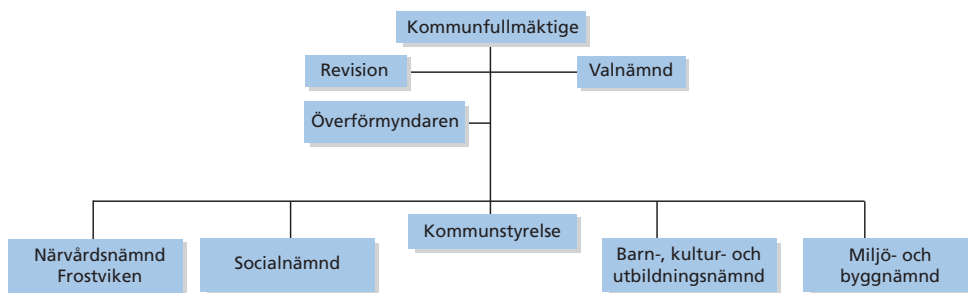 Kommunfullmäktige
Revision
Valnämnd
Överförmyndaren
Närvårdsnämnd
Frostviken
Socialnämnd
Kommunstyrelse
Barn-, kultur- och
utbildningsnämnd
Miljö- och
byggnämnd